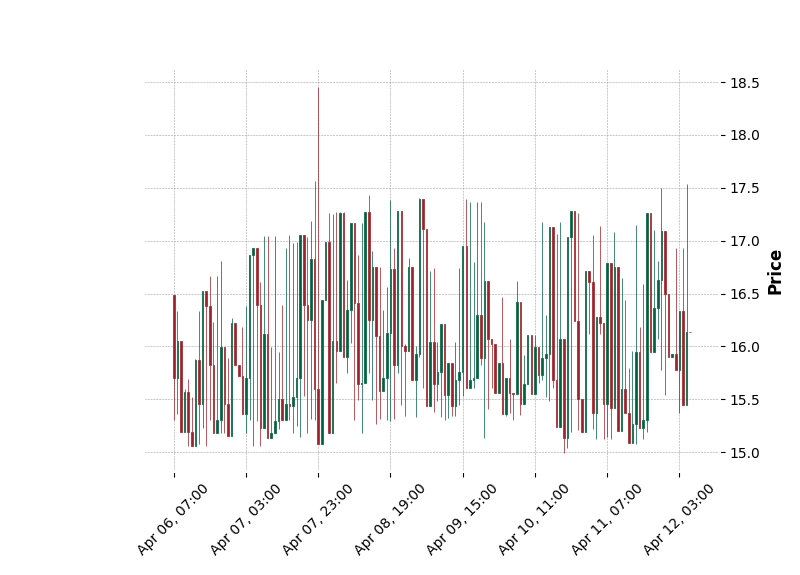 18.5
18.0
17.5
17.0
16.5
16.0
15.5
15.0
Price
Apr 06, 07:00
Apr 07, 03:00
Apr 07, 23:00
Apr 08, 19:00
Apr 09, 15:00
Apr 10, 11:00
Apr 11, 07:00
Apr 12, 03:00